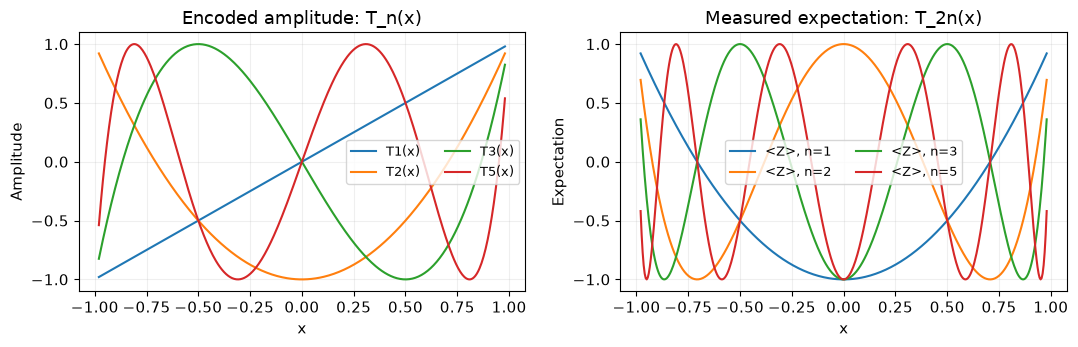 Encoded amplitude: T_n(x)
Amplitude
1.0
0.5
0.0
−0.5
−1.0
T1(x) T3(x)
T2(x) T5(x)
−1.00 −0.75 −0.50 −0.25 0.00 0.25 0.50 0.75 1.00
x
Measured expectation: T_2n(x)
Expectation
1.0
0.5
0.0
−0.5
−1.0
<Z>, n=1 <Z>, n=3
<Z>, n=2 <Z>, n=5
−1.00 −0.75 −0.50 −0.25 0.00 0.25 0.50 0.75 1.00
x